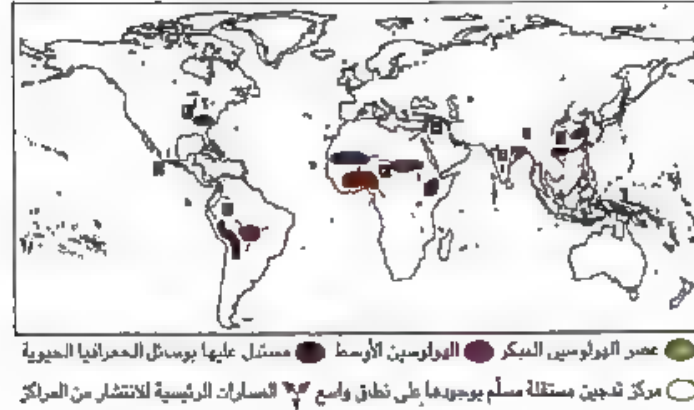 عصر الهولوسين المبكر الهولوسين الأوسط مستدل عليها بوسائل الجغرافيا الحيوية
مركز تدجين مستقلة مسلّم بوجودها على نطاق واسع المسارات الرئيسية للانتشار من المراكز